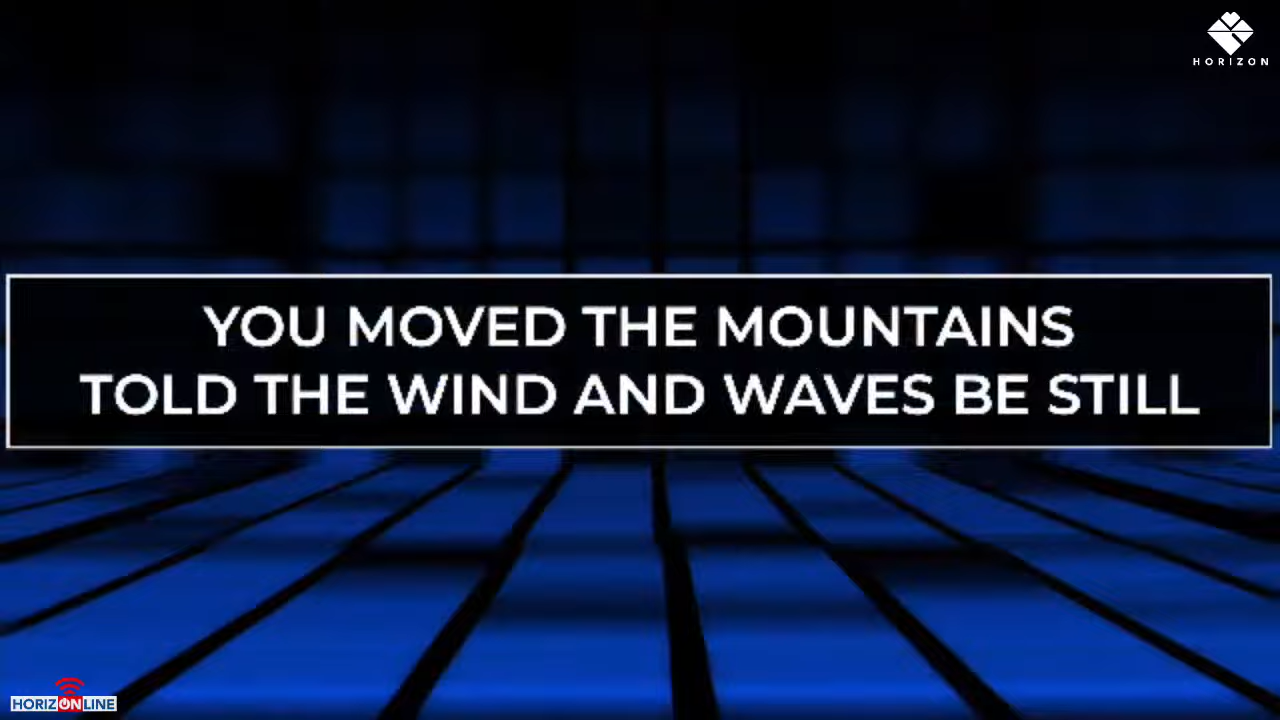 HORIZON
YOU MOVED THE MOUNTAINS
TOLD THE WIND AND WAVES BE STILL
HORIZONLINE